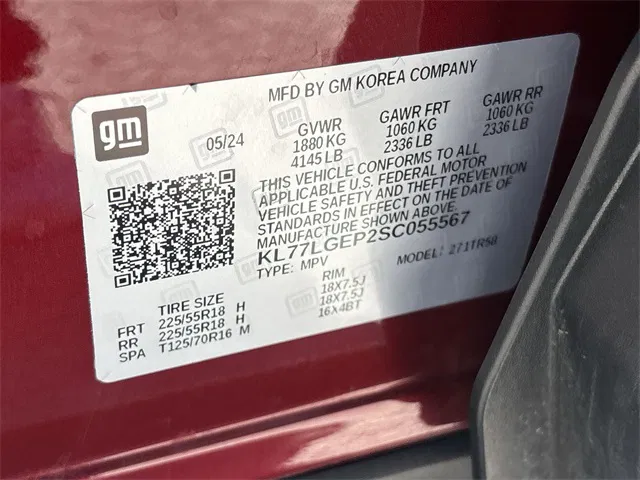 MFD BY GM KOREA COMPANY
gm
05/24
GVWR GAWR FRT GAWR RR
1880 KG 1060 KG 1060 KG
4145 LB 2336 LB 2336 LB
THIS VEHICLE CONFORMS TO ALL
APPLICABLE U.S. FEDERAL MOTOR
VEHICLE SAFETY AND THEFT PREVENTION
STANDARDS IN EFFECT ON THE DATE OF
MANUFACTURE SHOWN ABOVE.
KL77LGEP2SC055567
TYPE: MPV MODEL: 271TR58
TIRE SIZE RIM
FRT 225/55R18 H 18X7.5J
RR 225/55R18 H 18X7.5J
SPA T125/70R16 M 16X4BT